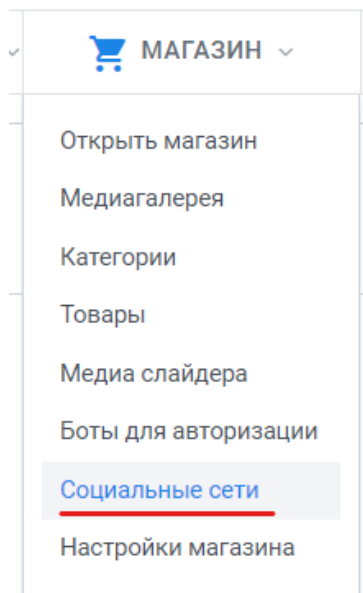 МАГАЗИН
Открыть магазин
Медиагалерея
Категории
Товары
Медиа слайдера
Боты для авторизации
Социальные сети
Настройки магазина